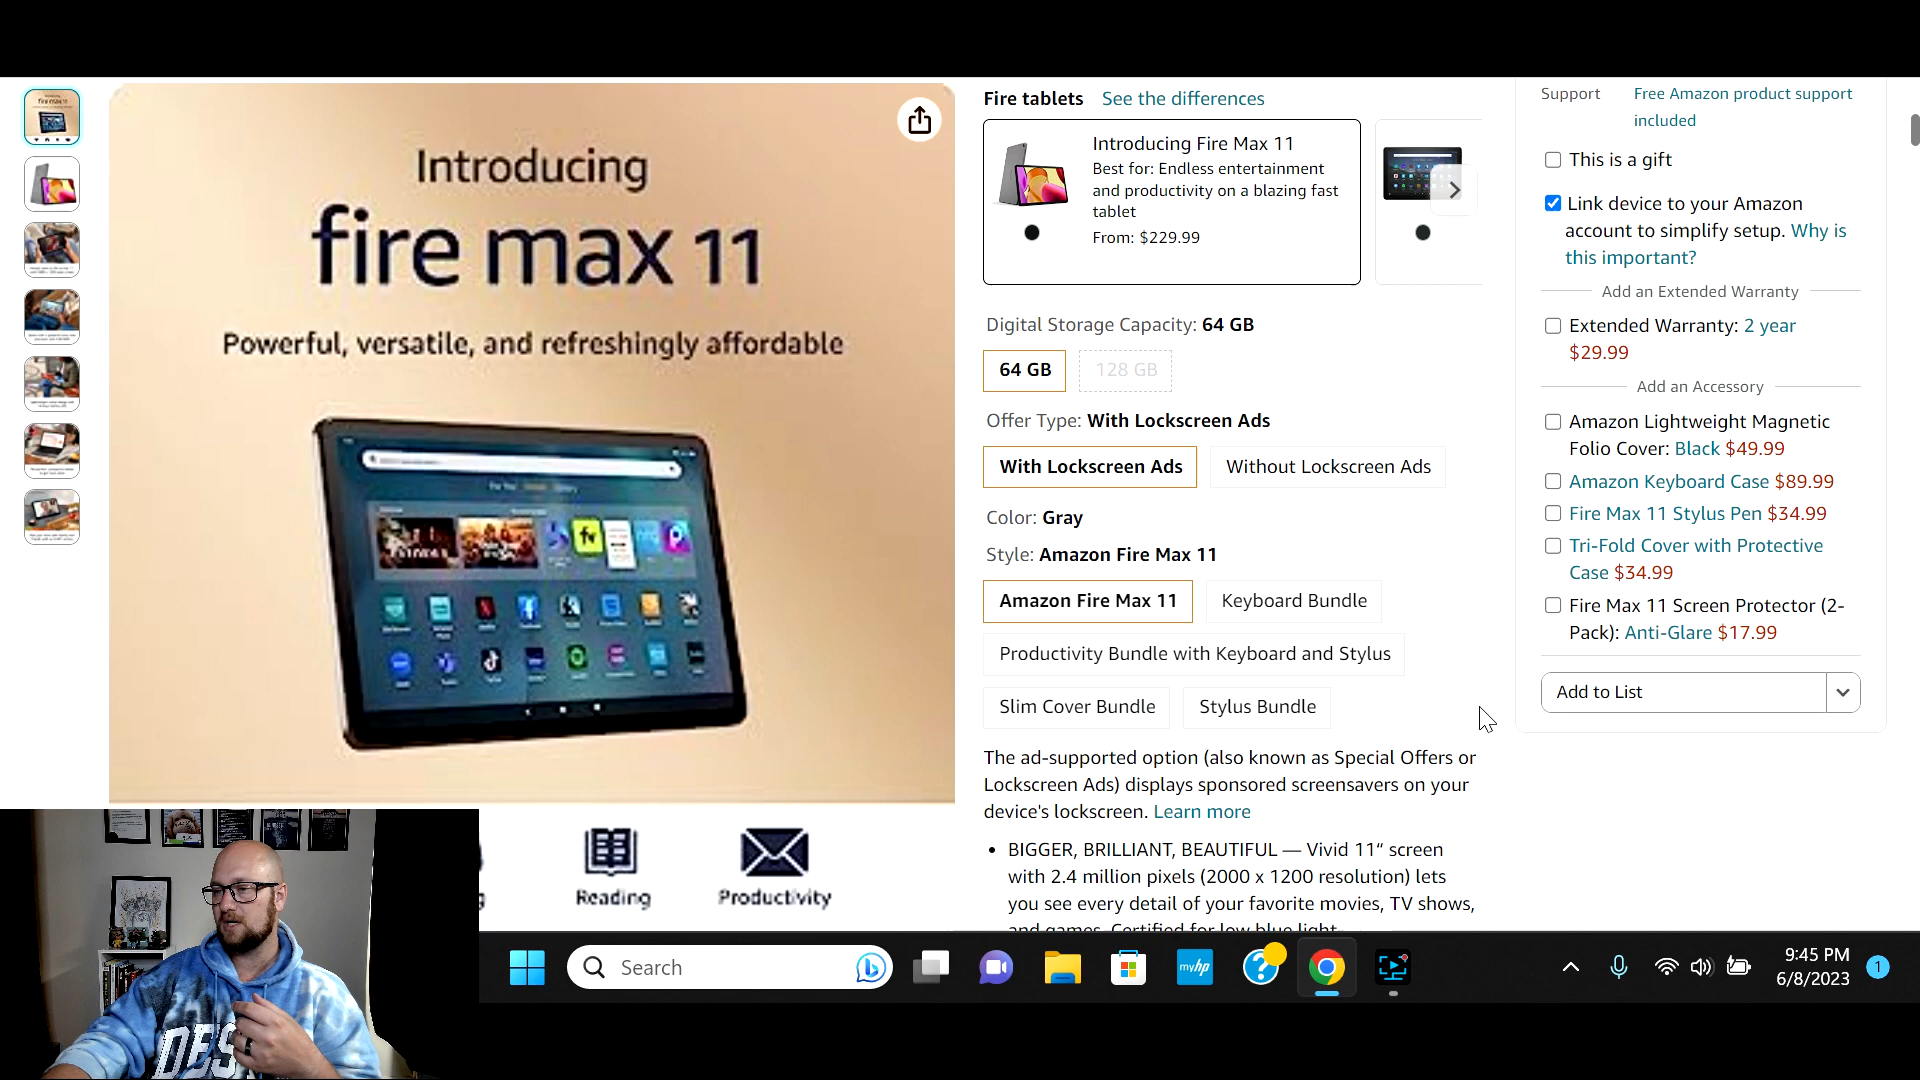 Introducing
fire max 11
Powerful, versatile, and refreshingly affordable
Reading
Productivity
Fire tablets See the differences
Introducing Fire Max 11
Best for: Endless entertainment
and productivity on a blazing fast
tablet
From: $229.99
Digital Storage Capacity: 64 GB
64 GB
128 GB
Offer Type: With Lockscreen Ads
With Lockscreen Ads
Without Lockscreen Ads
Color: Gray
Style: Amazon Fire Max 11
Amazon Fire Max 11
Keyboard Bundle
Productivity Bundle with Keyboard and Stylus
Slim Cover Bundle
Stylus Bundle
The ad-supported option (also known as Special Offers or
Lockscreen Ads) displays sponsored screensavers on your
device's lockscreen. Learn more
• BIGGER, BRILLIANT, BEAUTIFUL — Vivid 11“ screen
with 2.4 million pixels (2000 x 1200 resolution) lets
you see every detail of your favorite movies, TV shows,
and games. Certified for low blue light
Support Free Amazon product support
included
This is a gift
Link device to your Amazon
account to simplify setup. Why is
this important?
Add an Extended Warranty
Extended Warranty: 2 year
$29.99
Add an Accessory
Amazon Lightweight Magnetic
Folio Cover: Black $49.99
Amazon Keyboard Case $89.99
Fire Max 11 Stylus Pen $34.99
Tri-Fold Cover with Protective
Case $34.99
Fire Max 11 Screen Protector (2-
Pack): Anti-Glare $17.99
Add to List
Search
myhp
9:45 PM
6/8/2023
1